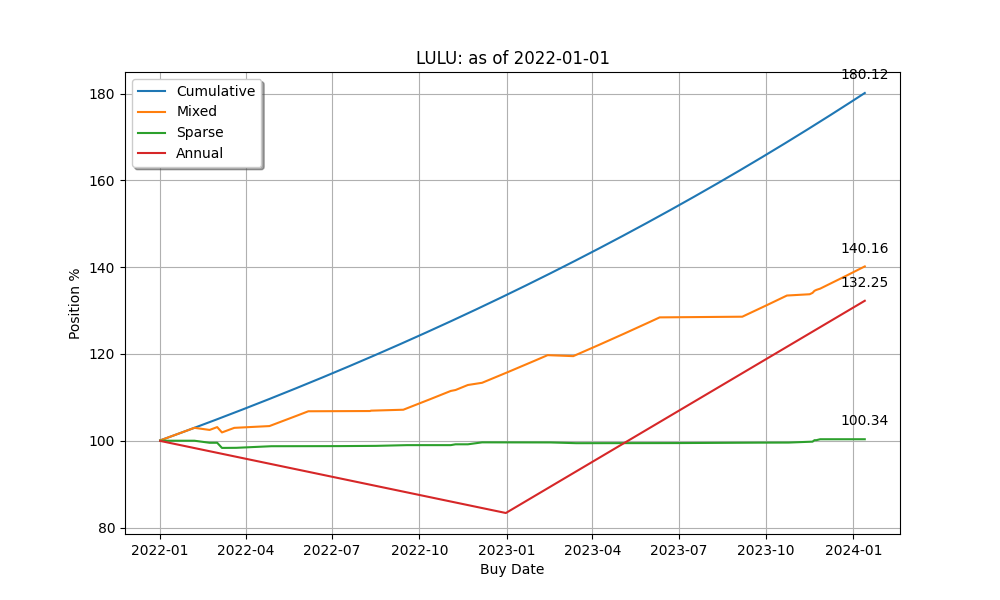 LULU: as of 2022-01-01
Cumulative
Mixed
Sparse
Annual
180.12
140.16
132.25
100.34
180
160
140
120
100
80
Position %
2022-01 2022-04 2022-07 2022-10 2023-01 2023-04 2023-07 2023-10 2024-01
Buy Date